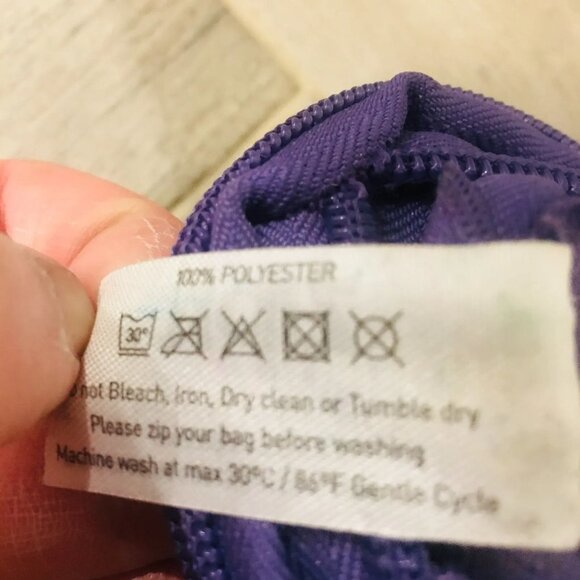 100% POLYESTER
30°
Do not Bleach, Iron, Dry clean or Tumble dry
Please zip your bag before washing
Machine wash at max 30°C / 86°F Gentle Cycle